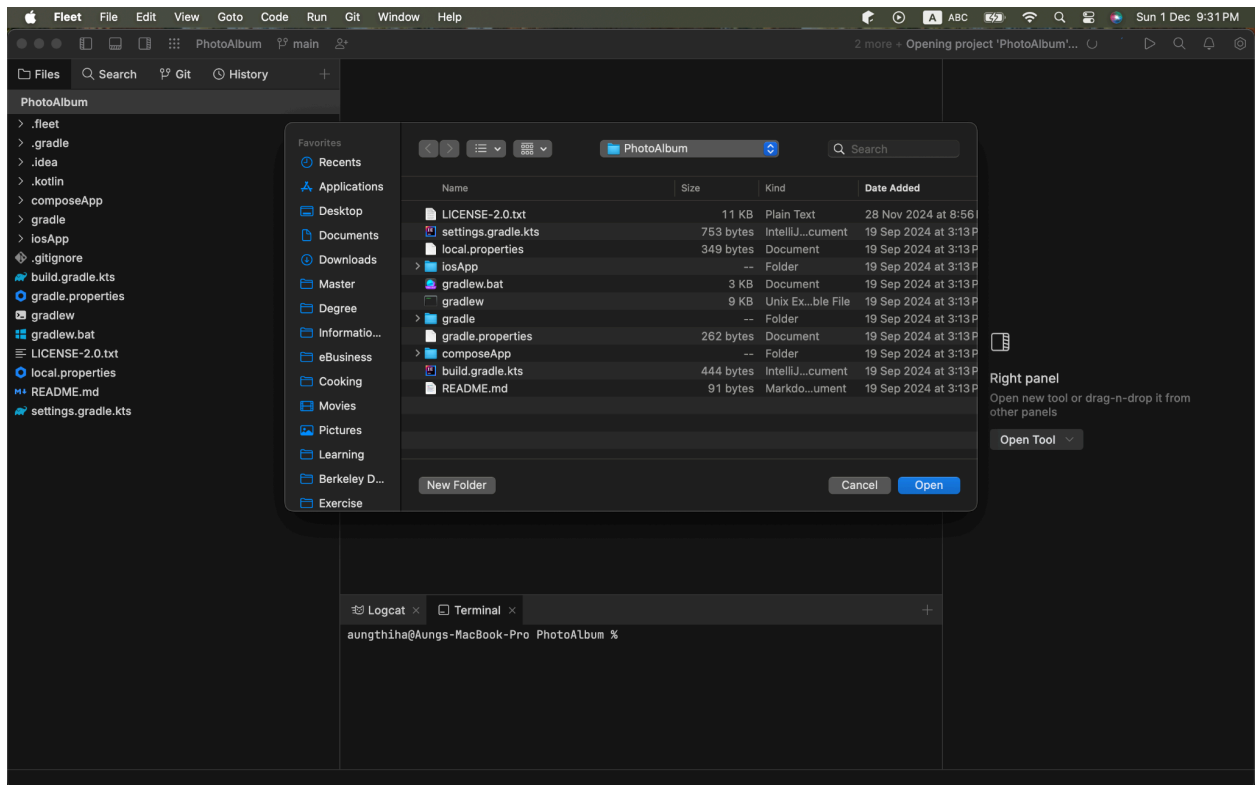 Fleet File Edit View Goto Code Run Git Window Help A ABC Sun 1 Dec 9:31 PM
PhotoAlbum main 2 more + Opening project 'PhotoAlbum'...
Files Search Git History
PhotoAlbum
.fleet
.gradle
.idea
.kotlin
composeApp
gradle
iosApp
.gitignore
build.gradle.kts
gradle.properties
gradlew
gradlew.bat
LICENSE-2.0.txt
local.properties
M+ README.md
settings.gradle.kts
Favorites
Recents
Applications
Desktop
Documents
Downloads
Master
Degree
Informatio...
eBusiness
Cooking
Movies
Pictures
Learning
Berkeley D...
Exercise
PhotoAlbum Search
Name Size Kind Date Added
LICENSE-2.0.txt 11 KB Plain Text 28 Nov 2024 at 8:56
settings.gradle.kts 753 bytes IntelliJ...cument 19 Sep 2024 at 3:13 P
local.properties 349 bytes Document 19 Sep 2024 at 3:13 P
iosApp -- Folder 19 Sep 2024 at 3:13 P
gradlew.bat 3 KB Document 19 Sep 2024 at 3:13 P
gradlew 9 KB Unix Ex...ble File 19 Sep 2024 at 3:13 P
gradle -- Folder 19 Sep 2024 at 3:13 P
gradle.properties 262 bytes Document 19 Sep 2024 at 3:13 P
composeApp -- Folder 19 Sep 2024 at 3:13 P
build.gradle.kts 444 bytes IntelliJ...cument 19 Sep 2024 at 3:13 P
README.md 91 bytes Markdo...ument 19 Sep 2024 at 3:13 P
New Folder Cancel Open
Right panel
Open new tool or drag-n-drop it from
other panels
Open Tool
Logcat Terminal
aungthiha@Aungs-MacBook-Pro PhotoAlbum %